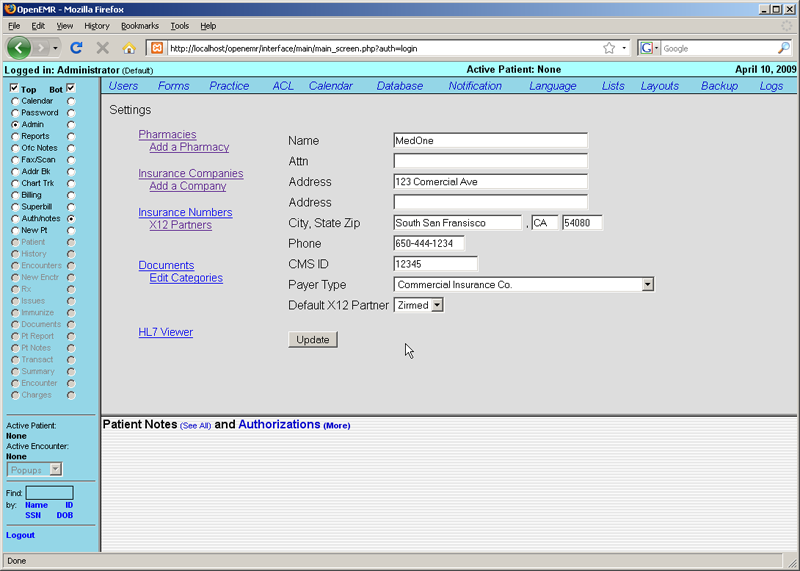 OpenEMR - Mozilla Firefox
File Edit View History Bookmarks Tools Help
http://localhost/openemr/interface/main/main_screen.php?auth=login
Google
Logged in: Administrator (Default) Active Patient: None April 10, 2009
Top Bot
Calendar
Password
Admin
Reports
Ofc Notes
Fax/Scan
Addr Bk
Chart Trk
Billing
Superbill
Auth/notes
New Pt
Patient
History
Encounters
New Enctr
Rx
Issues
Immunize
Documents
Pt Report
Pt Notes
Transact
Summary
Encounter
Charges
Active Patient:
None
Active Encounter:
None
Popups
Find:
by: Name ID
SSN DOB
Logout
Users Forms Practice ACL Calendar Database Notification Language Lists Layouts Backup Logs
Settings
Pharmacies
Add a Pharmacy
Insurance Companies
Add a Company
Insurance Numbers
X12 Partners
Documents
Edit Categories
HL7 Viewer
Name MedOne
Attn
Address 123 Comercial Ave
Address
City, State Zip South San Fransisco , CA 54080
Phone 650-444-1234
CMS ID 12345
Payer Type Commercial Insurance Co.
Default X12 Partner Zirmed
Update
Patient Notes (See All) and Authorizations (More)
Done